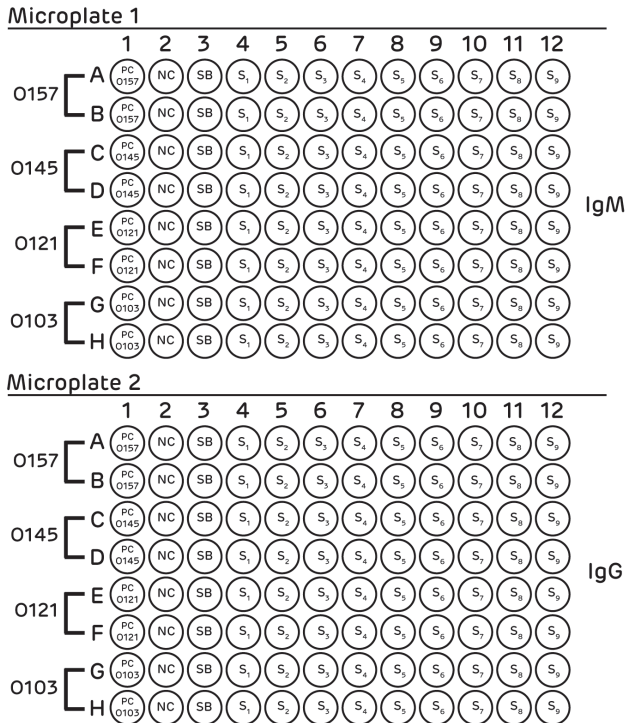 Microplate 1
1 2 3 4 5 6 7 8 9 10 11 12
O157 A PC O157 NC SB S₁ S₂ S₃ S₄ S₅ S₆ S₇ S₈ S₉
B PC O157 NC SB S₁ S₂ S₃ S₄ S₅ S₆ S₇ S₈ S₉
O145 C PC O145 NC SB S₁ S₂ S₃ S₄ S₅ S₆ S₇ S₈ S₉
D PC O145 NC SB S₁ S₂ S₃ S₄ S₅ S₆ S₇ S₈ S₉
IgM
O121 E PC O121 NC SB S₁ S₂ S₃ S₄ S₅ S₆ S₇ S₈ S₉
F PC O121 NC SB S₁ S₂ S₃ S₄ S₅ S₆ S₇ S₈ S₉
O103 G PC O103 NC SB S₁ S₂ S₃ S₄ S₅ S₆ S₇ S₈ S₉
H PC O103 NC SB S₁ S₂ S₃ S₄ S₅ S₆ S₇ S₈ S₉
Microplate 2
1 2 3 4 5 6 7 8 9 10 11 12
O157 A PC O157 NC SB S₁ S₂ S₃ S₄ S₅ S₆ S₇ S₈ S₉
B PC O157 NC SB S₁ S₂ S₃ S₄ S₅ S₆ S₇ S₈ S₉
O145 C PC O145 NC SB S₁ S₂ S₃ S₄ S₅ S₆ S₇ S₈ S₉
D PC O145 NC SB S₁ S₂ S₃ S₄ S₅ S₆ S₇ S₈ S₉
IgG
O121 E PC O121 NC SB S₁ S₂ S₃ S₄ S₅ S₆ S₇ S₈ S₉
F PC O121 NC SB S₁ S₂ S₃ S₄ S₅ S₆ S₇ S₈ S₉
O103 G PC O103 NC SB S₁ S₂ S₃ S₄ S₅ S₆ S₇ S₈ S₉
H PC O103 NC SB S₁ S₂ S₃ S₄ S₅ S₆ S₇ S₈ S₉